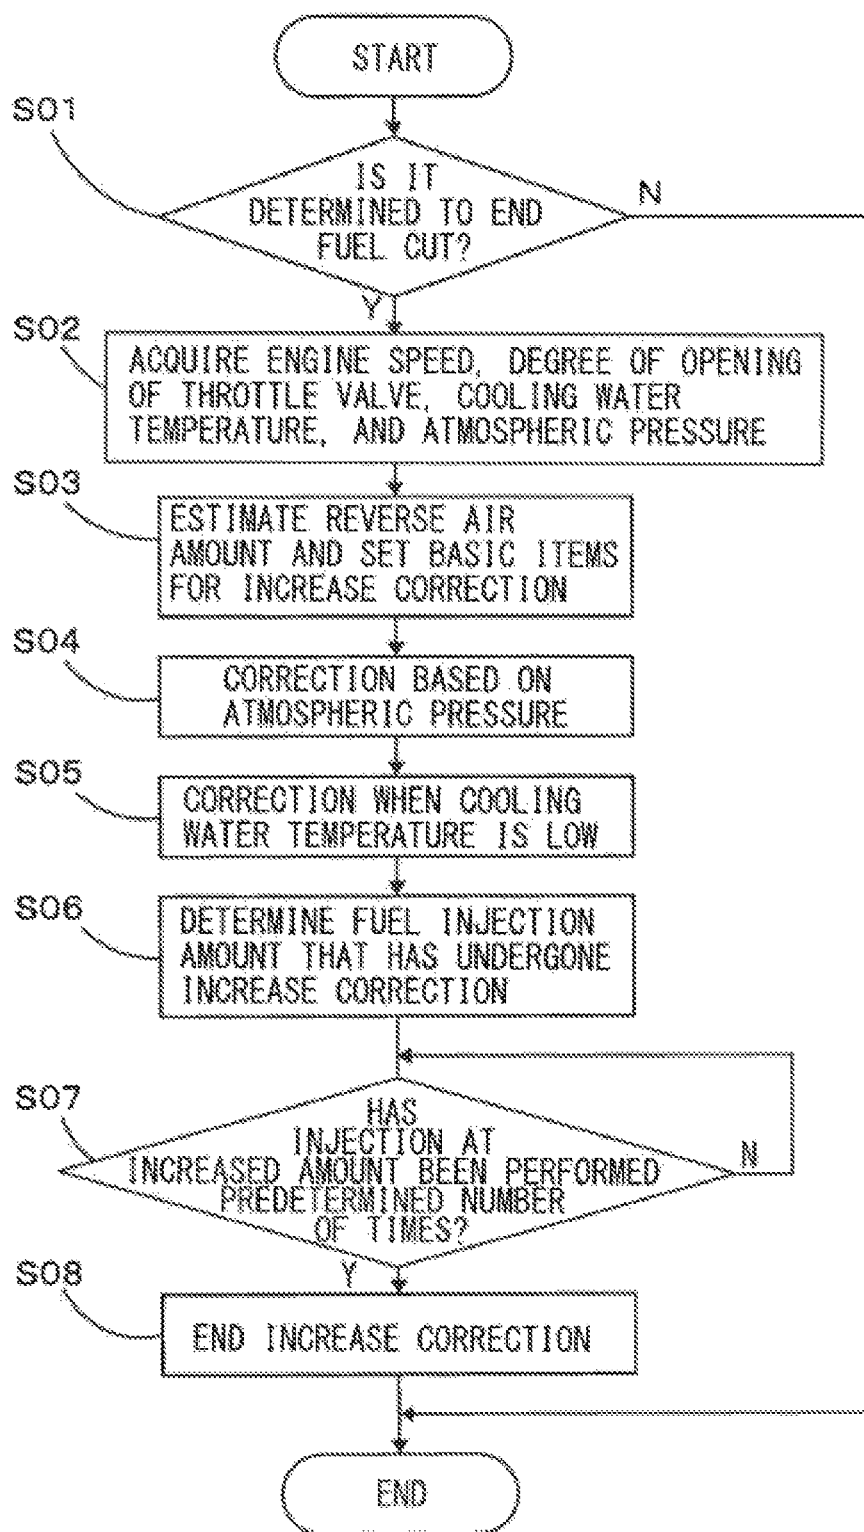 START
S01
IS IT
DETERMINED TO END
FUEL CUT?
N
Y
S02
ACQUIRE ENGINE SPEED, DEGREE OF OPENING
OF THROTTLE VALVE, COOLING WATER
TEMPERATURE, AND ATMOSPHERIC PRESSURE
S03
ESTIMATE REVERSE AIR
AMOUNT AND SET BASIC ITEMS
FOR INCREASE CORRECTION
S04
CORRECTION BASED ON
ATMOSPHERIC PRESSURE
S05
CORRECTION WHEN COOLING
WATER TEMPERATURE IS LOW
S06
DETERMINE FUEL INJECTION
AMOUNT THAT HAS UNDERGONE
INCREASE CORRECTION
S07
HAS
INJECTION AT
INCREASED AMOUNT BEEN PERFORMED
PREDETERMINED NUMBER
OF TIMES?
N
Y
S08
END INCREASE CORRECTION
END